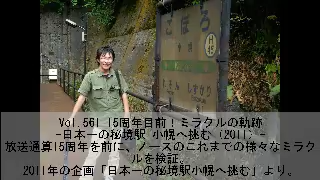 こぼろ
Vol.561 15周年目前！ミラクルの軌跡
-日本一の秘境駅 小幌へ挑む（2011）-
放送通算15周年を前に、ノースのこれまでの様々なミラク
ルを検証。
2011年の企画「日本一の秘境駅小幌へ挑む」より。